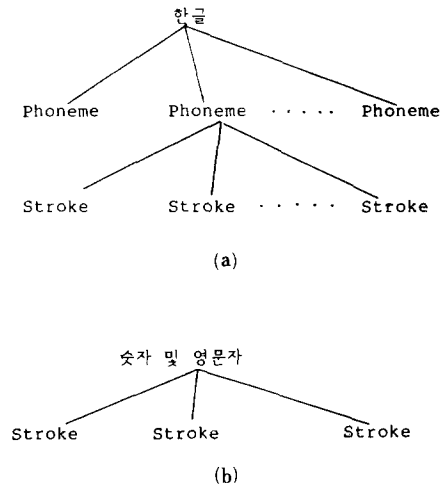 한글
Phoneme Phoneme ..... Phoneme
Stroke Stroke ..... Stroke
(a)
숫자 및 영문자
Stroke Stroke Stroke
(b)